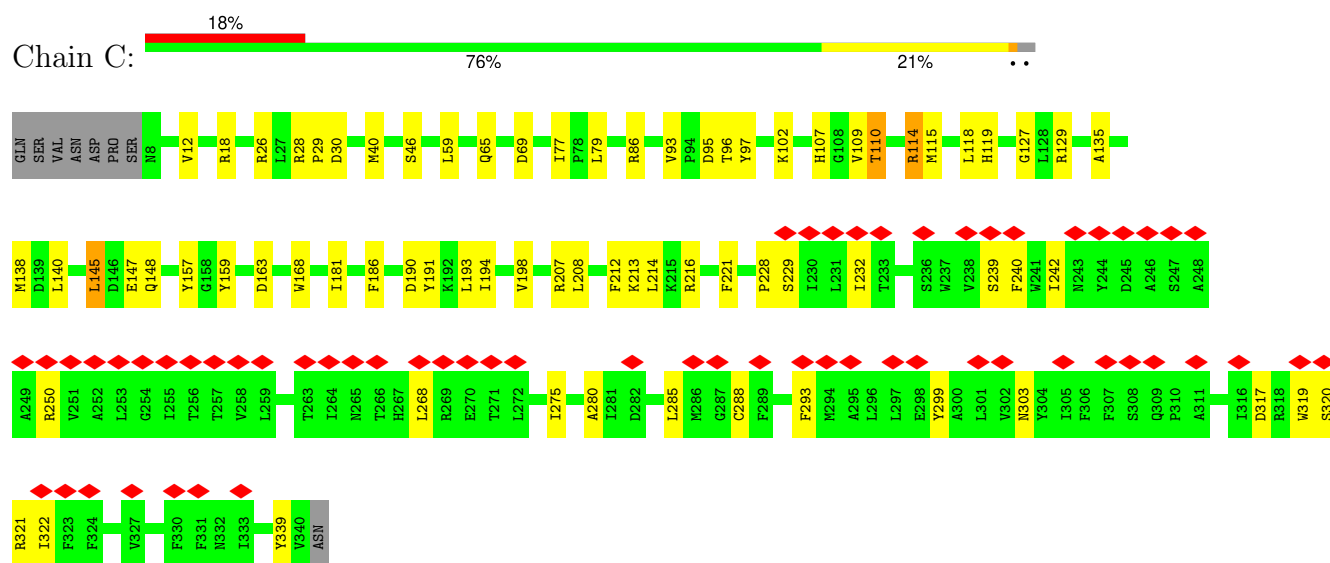 18%
Chain C:
76% 21% • •
GLN SER VAL ASN ASP PRO SER N8 V12 R18 R26 L27 R28 P29 D30 M40 S46 L59 Q65 D69 I77 P78 L79 R86 V93 P94 D95 T96 Y97 K102 H107 G108 V109 T110 R114 M115 L118 H119 G127 L128 R129 A135
M138 D139 L140 L145 D146 E147 Q148 Y157 G158 Y159 D163 W168 I181 F186 D190 Y191 K192 L193 I194 V198 R207 L208 F212 K213 L214 K215 R216 F221 P228 S229 I230 L231 I232 T233 S236 W237 V238 S239 F240 W241 I242 N243 Y244 D245 A246 S247 A248
A249 R250 V251 A252 L253 G254 I255 T256 T257 V258 L259 T263 I264 N265 T266 H267 L268 R269 E270 T271 L272 I275 A280 I281 D282 L285 M286 G287 C288 F289 F293 M294 A295 L296 L297 E298 Y299 A300 L301 V302 N303 Y304 I305 F306 F307 S308 Q309 P310 A311 I316 D317 R318 W319 S320
R321 I322 F323 F324 V327 F330 F331 N332 I333 Y339 V340 ASN